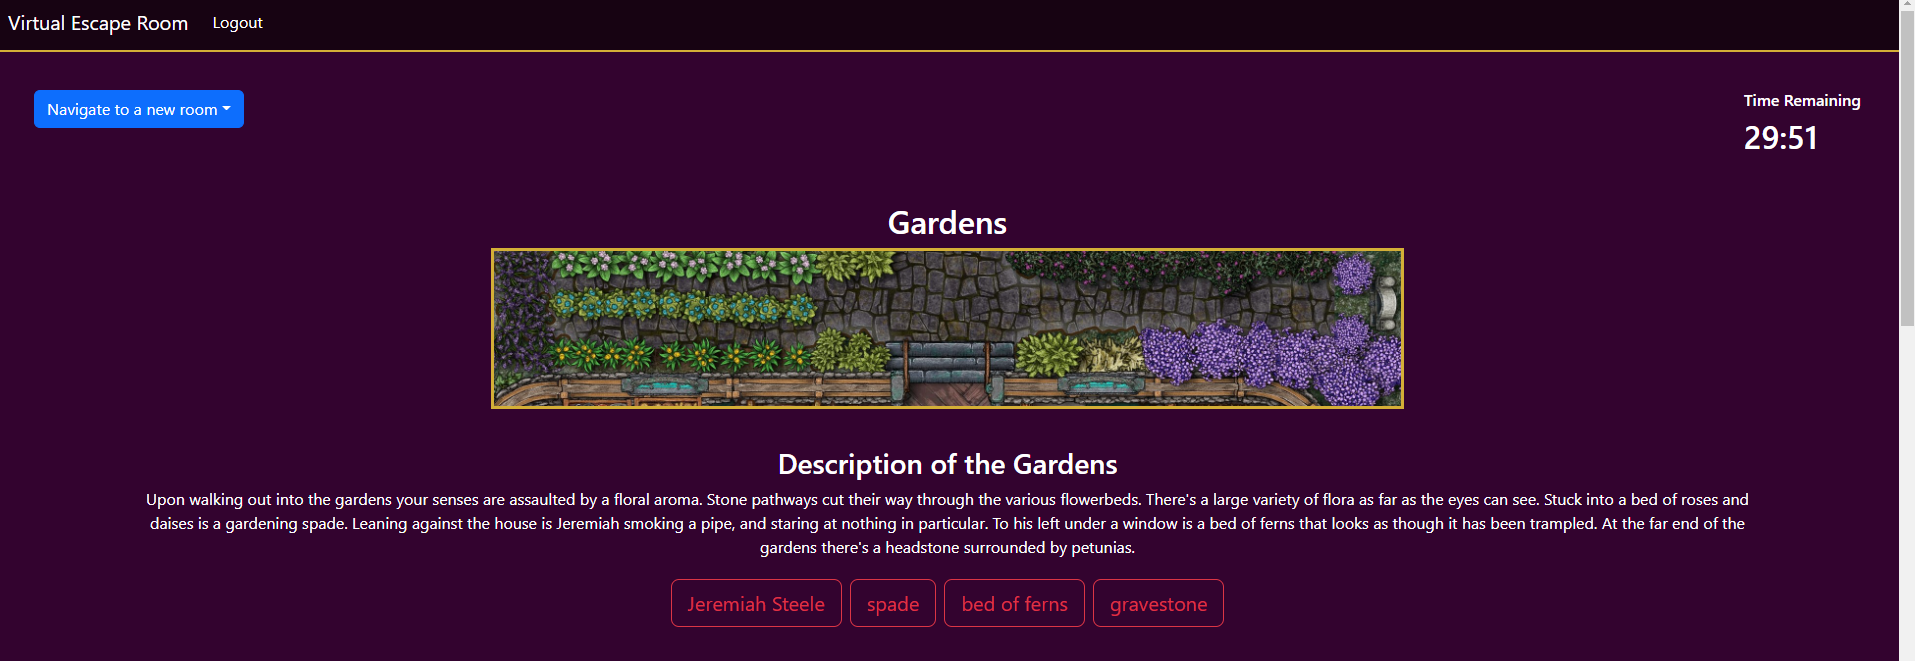 Virtual Escape Room Logout
Navigate to a new room
Time Remaining
29:51
Gardens
Description of the Gardens
Upon walking out into the gardens your senses are assaulted by a floral aroma. Stone pathways cut their way through the various flowerbeds. There's a large variety of flora as far as the eyes can see. Stuck into a bed of roses and
daises is a gardening spade. Leaning against the house is Jeremiah smoking a pipe, and staring at nothing in particular. To his left under a window is a bed of ferns that looks as though it has been trampled. At the far end of the
gardens there's a headstone surrounded by petunias.
Jeremiah Steele spade bed of ferns gravestone